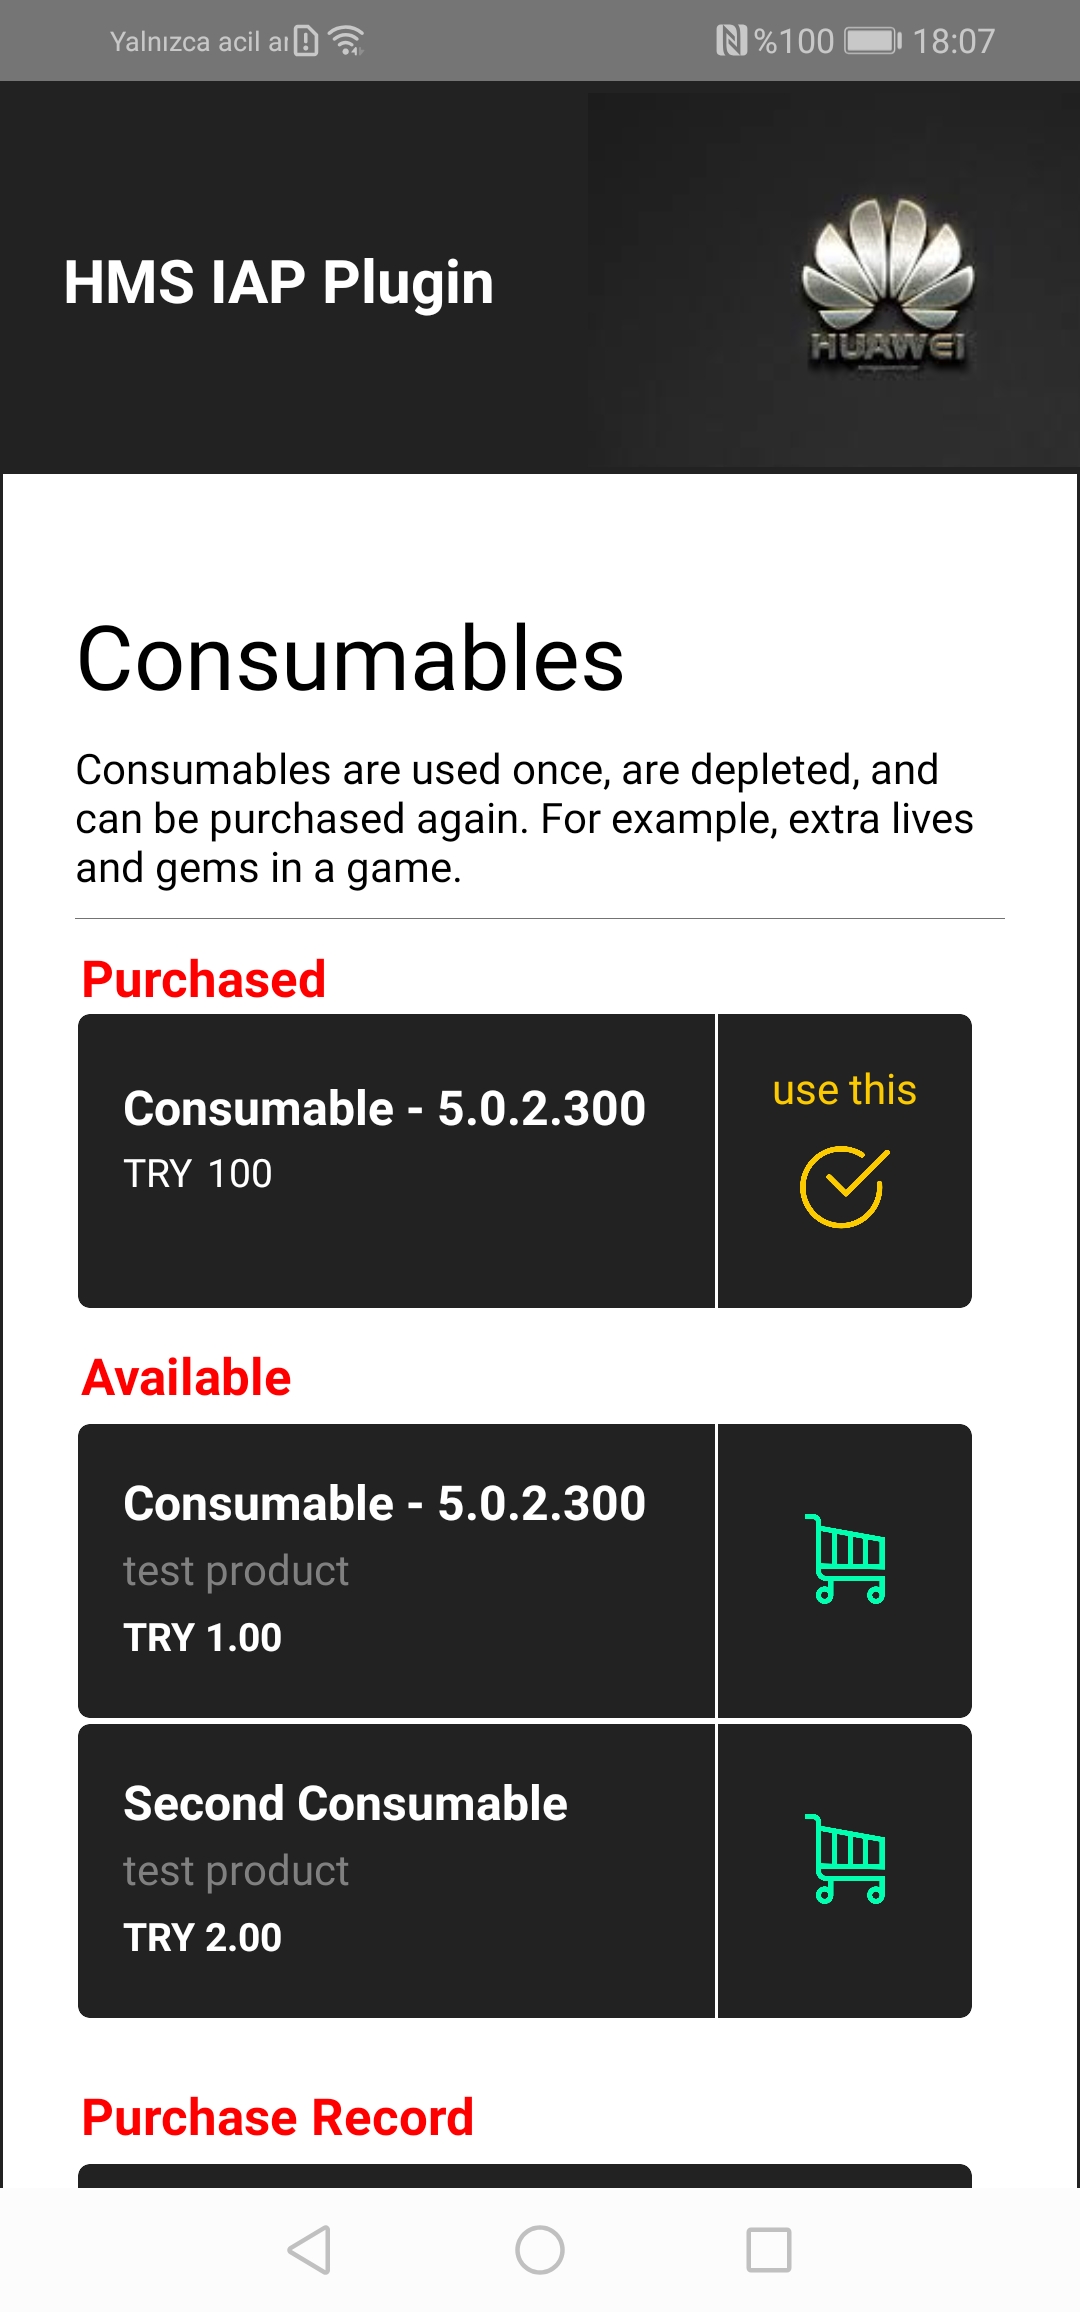 Yalnızca acil
%100
18:07
HMS IAP Plugin
HUAWEI
Consumables
Consumables are used once, are depleted, and
can be purchased again. For example, extra lives
and gems in a game.
Purchased
Consumable - 5.0.2.300
TRY 100
use this
Available
Consumable - 5.0.2.300
test product
TRY 1.00
Second Consumable
test product
TRY 2.00
Purchase Record